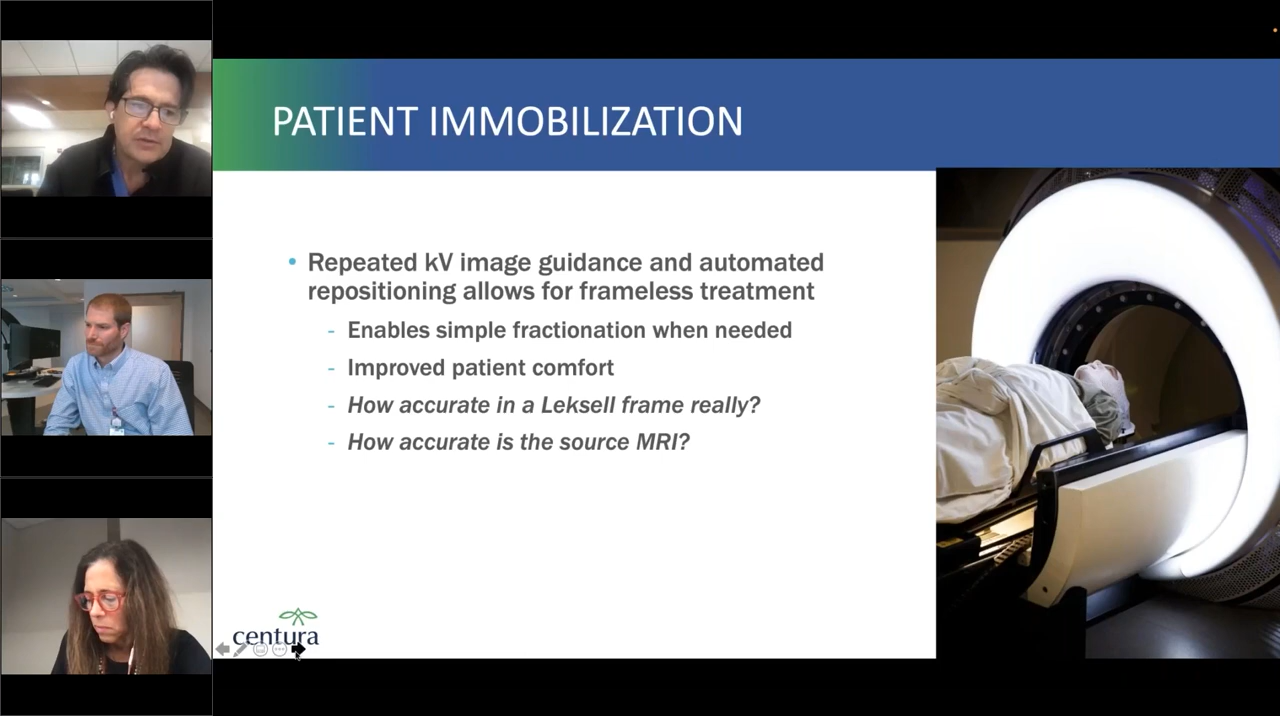 PATIENT IMMOBILIZATION
• Repeated kV image guidance and automated
repositioning allows for frameless treatment
- Enables simple fractionation when needed
- Improved patient comfort
- How accurate in a Leksell frame really?
- How accurate is the source MRI?
centura